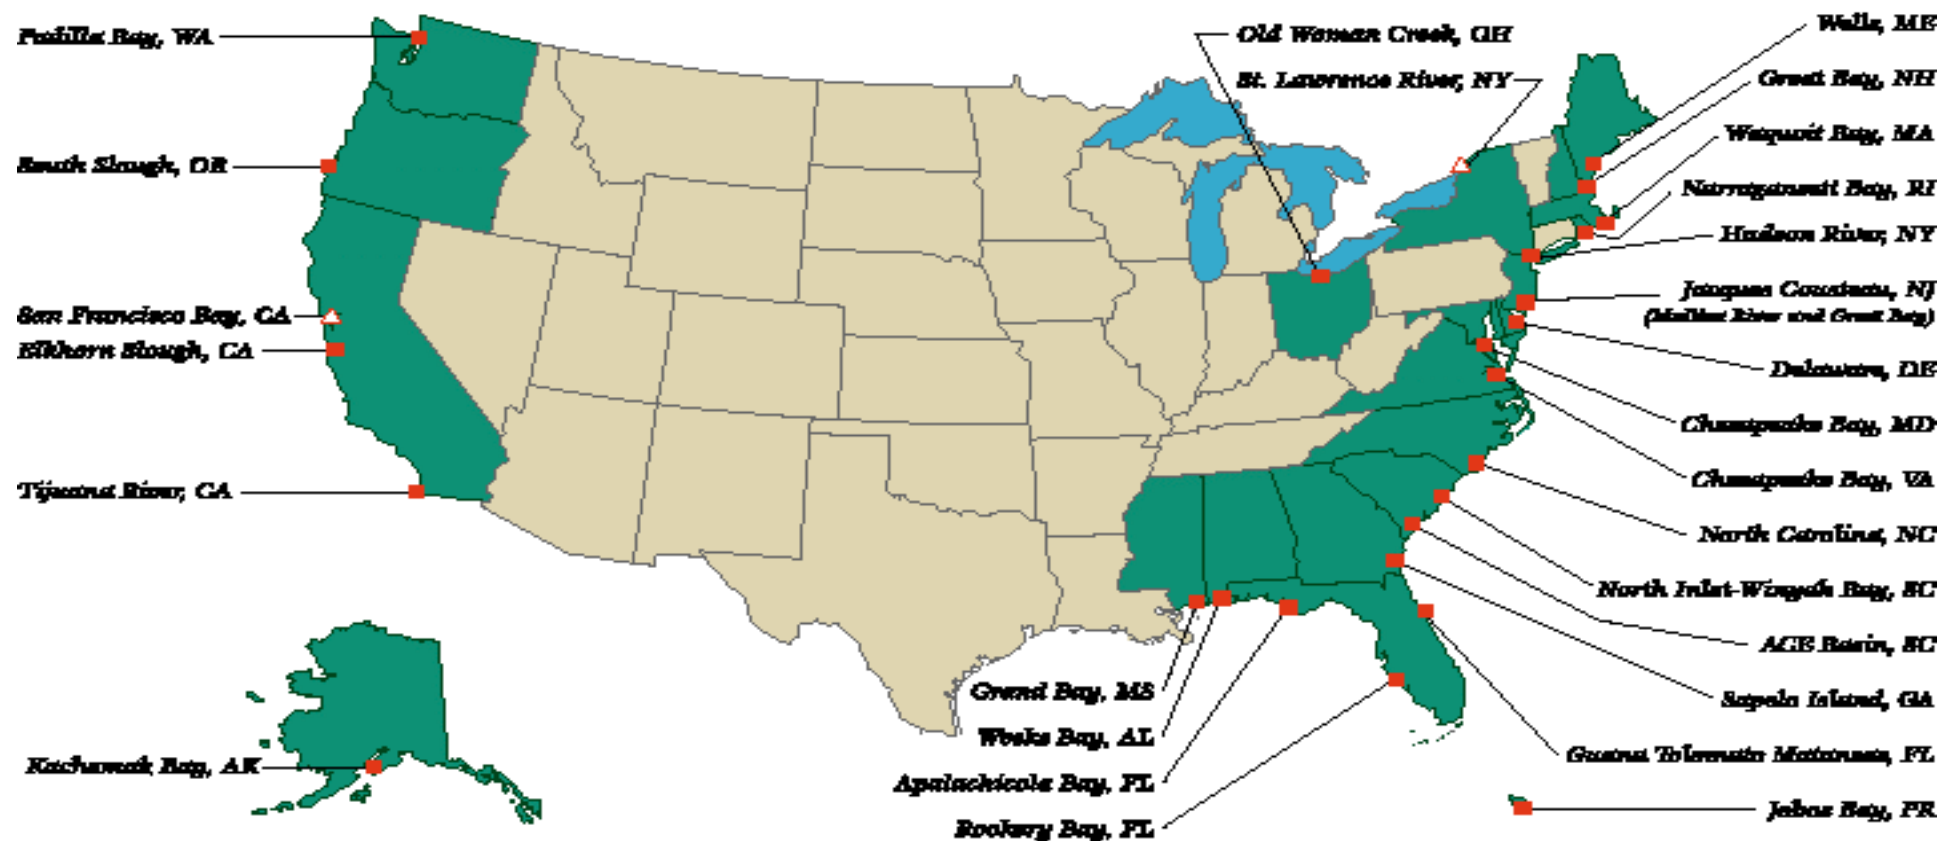 Padilla Bay, WA
South Slough, OR
San Francisco Bay, CA
Elkhorn Slough, CA
Tijuana River, CA
Kachemak Bay, AK
Old Woman Creek, OH
St. Lawrence River, NY
Wells, ME
Great Bay, NH
Waquoit Bay, MA
Narragansett Bay, RI
Hudson River, NY
Jacques Cousteau, NJ
(Mullica River and Great Bay)
Delaware, DE
Chesapeake Bay, MD
Chesapeake Bay, VA
North Carolina, NC
North Inlet-Winyah Bay, SC
ACE Basin, SC
Sapelo Island, GA
Guana Tolomato Matanzas, FL
Jobos Bay, PR
Grand Bay, MS
Weeks Bay, AL
Apalachicola Bay, FL
Rookery Bay, FL